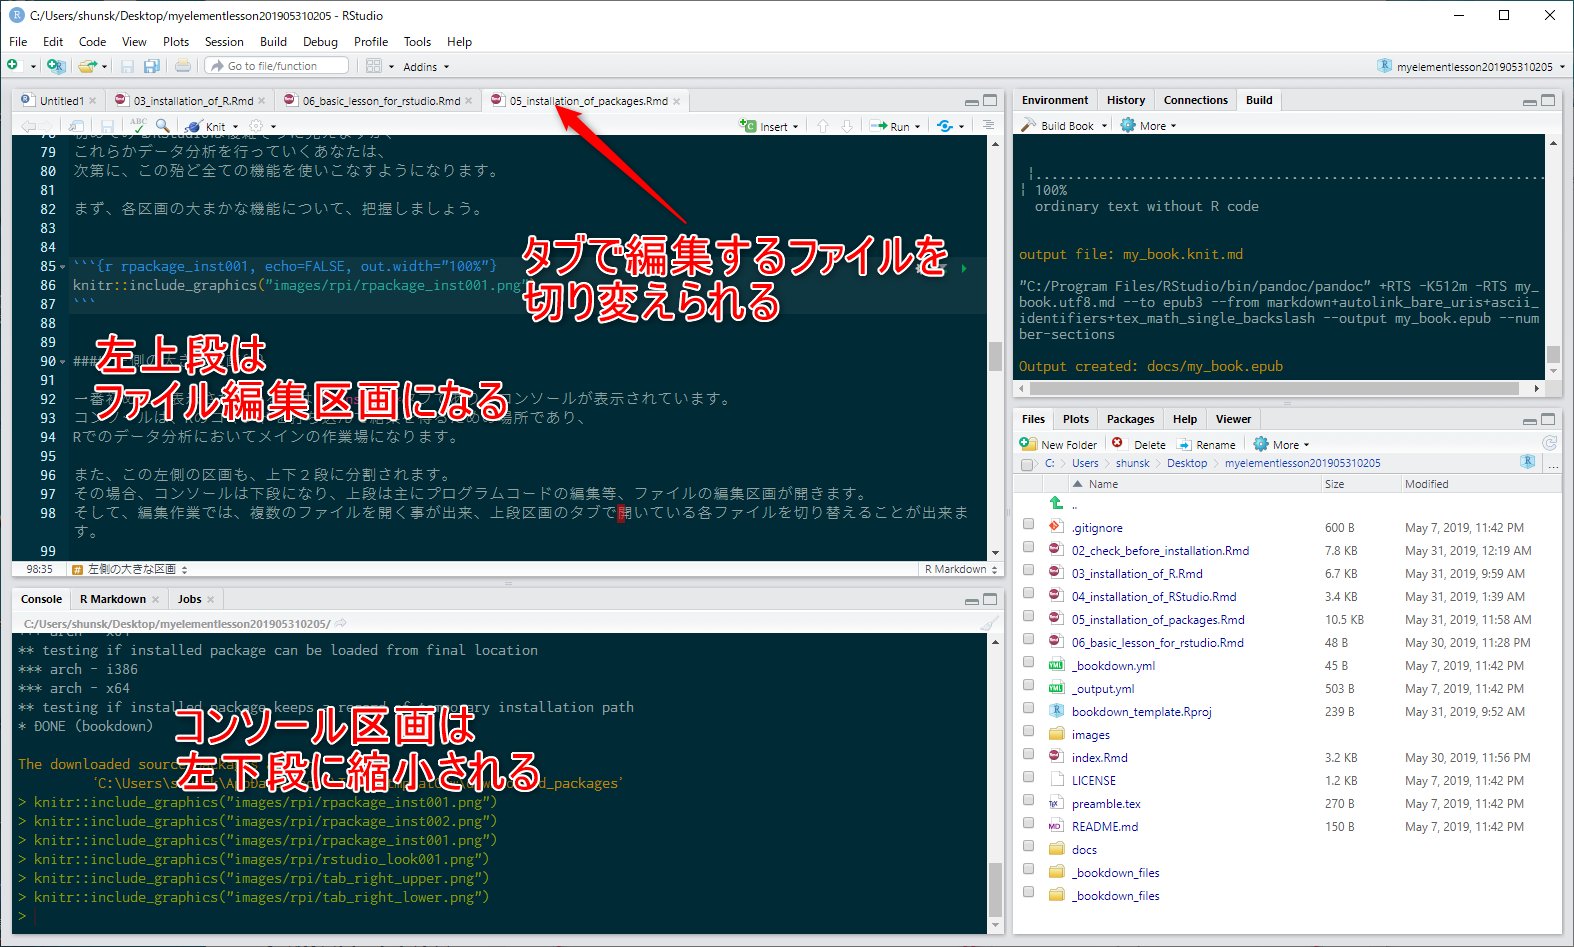 C:/Users/shunsk/Desktop/myelementlesson201905310205 - RStudio
File Edit Code View Plots Session Build Debug Profile Tools Help
Go to file/function Addins myelementlesson201905310205
Untitled1 03_installation_of_R.Rmd 06_basic_lesson_for_rstudio.Rmd 05_installation_of_packages.Rmd
ABC Knit Insert Run
79 これらかデータ分析を行っていくあなたは、
80 次第に、この殆ど全ての機能を使いこなすようになります。
81
82 まず、各区画の大まかな機能について、把握しましょう。
83
84
85 ```{r rpackage_inst001, echo=FALSE, out.width="100%"}
86 knitr::include_graphics("images/rpi/rpackage_inst001.png"
87 ```
88
89
90
91
92 コンソールが表示されています。
93 場所であり、
94 Rでのデータ分析においてメインの作業場になります。
95
96 また、この左側の区画も、上下２段に分割されます。
97 その場合、コンソールは下段になり、上段は主にプログラムコードの編集等、ファイルの編集区画が開きます。
98 そして、編集作業では、複数のファイルを開く事が出来、上段区画のタブで開いている各ファイルを切り替えることが出来ま
す。
99
タブで編集するファイルを
切り変えられる
左上段は
ファイル編集区画になる
98:35 # 左側の大きな区画 R Markdown
Console R Markdown Jobs
C:/Users/shunsk/Desktop/myelementlesson201905310205/
*** arch - x64
** testing if installed package can be loaded from final location
*** arch - i386
*** arch - x64
** testing if installed package keeps a record of temporary installation path
* DONE (bookdown)
The downloaded source packages
knitr::include_graphics("images/rpi/rpackage_inst001.png")
> knitr::include_graphics("images/rpi/rpackage_inst002.png")
> knitr::include_graphics("images/rpi/rpackage_inst001.png")
> knitr::include_graphics("images/rpi/rstudio_look001.png")
> knitr::include_graphics("images/rpi/tab_right_upper.png")
> knitr::include_graphics("images/rpi/tab_right_lower.png")
>
コンソール区画は
左下段に縮小される
Environment History Connections Build
Build Book More
|................................................................
| 100%
ordinary text without R code
output file: my_book.knit.md
"C:/Program Files/RStudio/bin/pandoc/pandoc" +RTS -K512m -RTS my_
book.utf8.md --to epub3 --from markdown+autolink_bare_uris+ascii_
identifiers+tex_math_single_backslash --output my_book.epub --num
ber-sections
Output created: docs/my_book.epub
Files Plots Packages Help Viewer
New Folder Delete Rename More
C: Users shunsk Desktop myelementlesson201905310205 ...
Name Size Modified
..
.gitignore 600 B May 7, 2019, 11:42 PM
02_check_before_installation.Rmd 7.8 KB May 31, 2019, 12:19 AM
03_installation_of_R.Rmd 6.7 KB May 31, 2019, 9:59 AM
04_installation_of_RStudio.Rmd 3.4 KB May 31, 2019, 1:39 AM
05_installation_of_packages.Rmd 10.5 KB May 31, 2019, 11:58 AM
06_basic_lesson_for_rstudio.Rmd 48 B May 30, 2019, 11:28 PM
_bookdown.yml 45 B May 7, 2019, 11:42 PM
_output.yml 503 B May 7, 2019, 11:42 PM
bookdown_template.Rproj 239 B May 31, 2019, 9:52 AM
images
index.Rmd 3.2 KB May 30, 2019, 11:56 PM
LICENSE 1.2 KB May 7, 2019, 11:42 PM
preamble.tex 270 B May 7, 2019, 11:42 PM
README.md 150 B May 7, 2019, 11:42 PM
docs
_bookdown_files
_bookdown_files